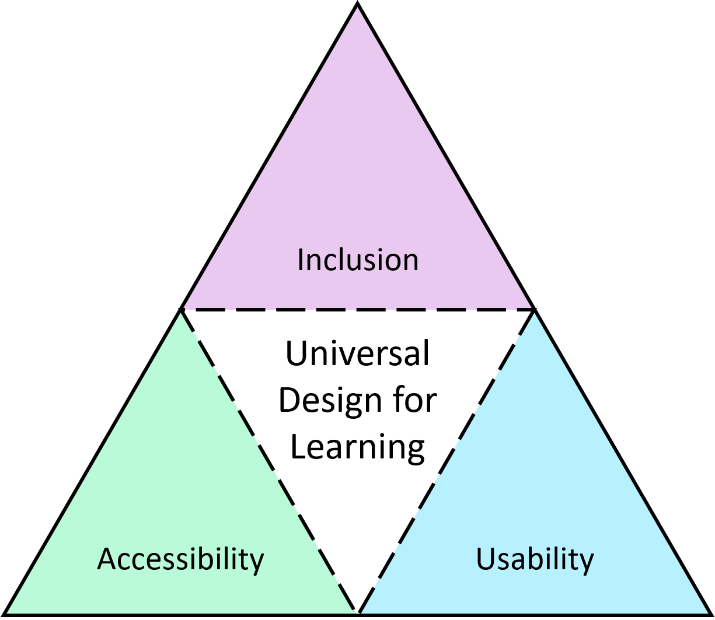 Inclusion
Universal
Design for
Learning
Accessibility
Usability